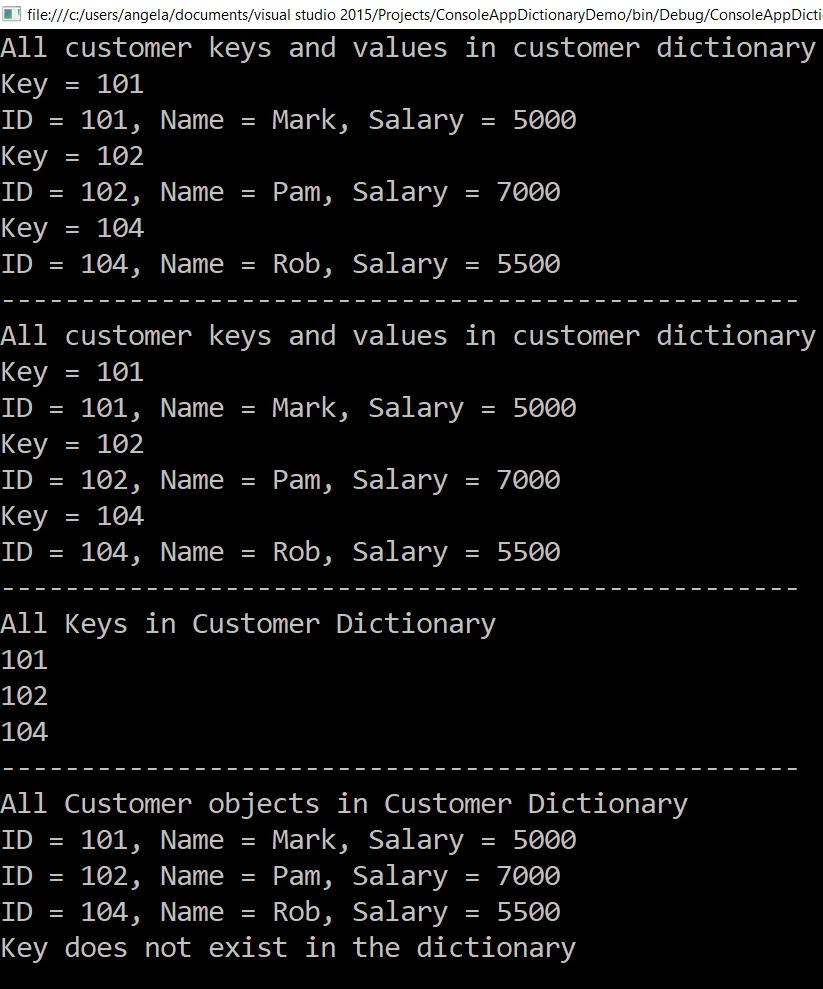 file:///c:/users/angela/documents/visual studio 2015/Projects/ConsoleAppDictionaryDemo/bin/Debug/ConsoleAppDicti
All customer keys and values in customer dictionary
Key = 101
ID = 101, Name = Mark, Salary = 5000
Key = 102
ID = 102, Name = Pam, Salary = 7000
Key = 104
ID = 104, Name = Rob, Salary = 5500
--------------------------------------------------
All customer keys and values in customer dictionary
Key = 101
ID = 101, Name = Mark, Salary = 5000
Key = 102
ID = 102, Name = Pam, Salary = 7000
Key = 104
ID = 104, Name = Rob, Salary = 5500
--------------------------------------------------
All Keys in Customer Dictionary
101
102
104
--------------------------------------------------
All Customer objects in Customer Dictionary
ID = 101, Name = Mark, Salary = 5000
ID = 102, Name = Pam, Salary = 7000
ID = 104, Name = Rob, Salary = 5500
Key does not exist in the dictionary